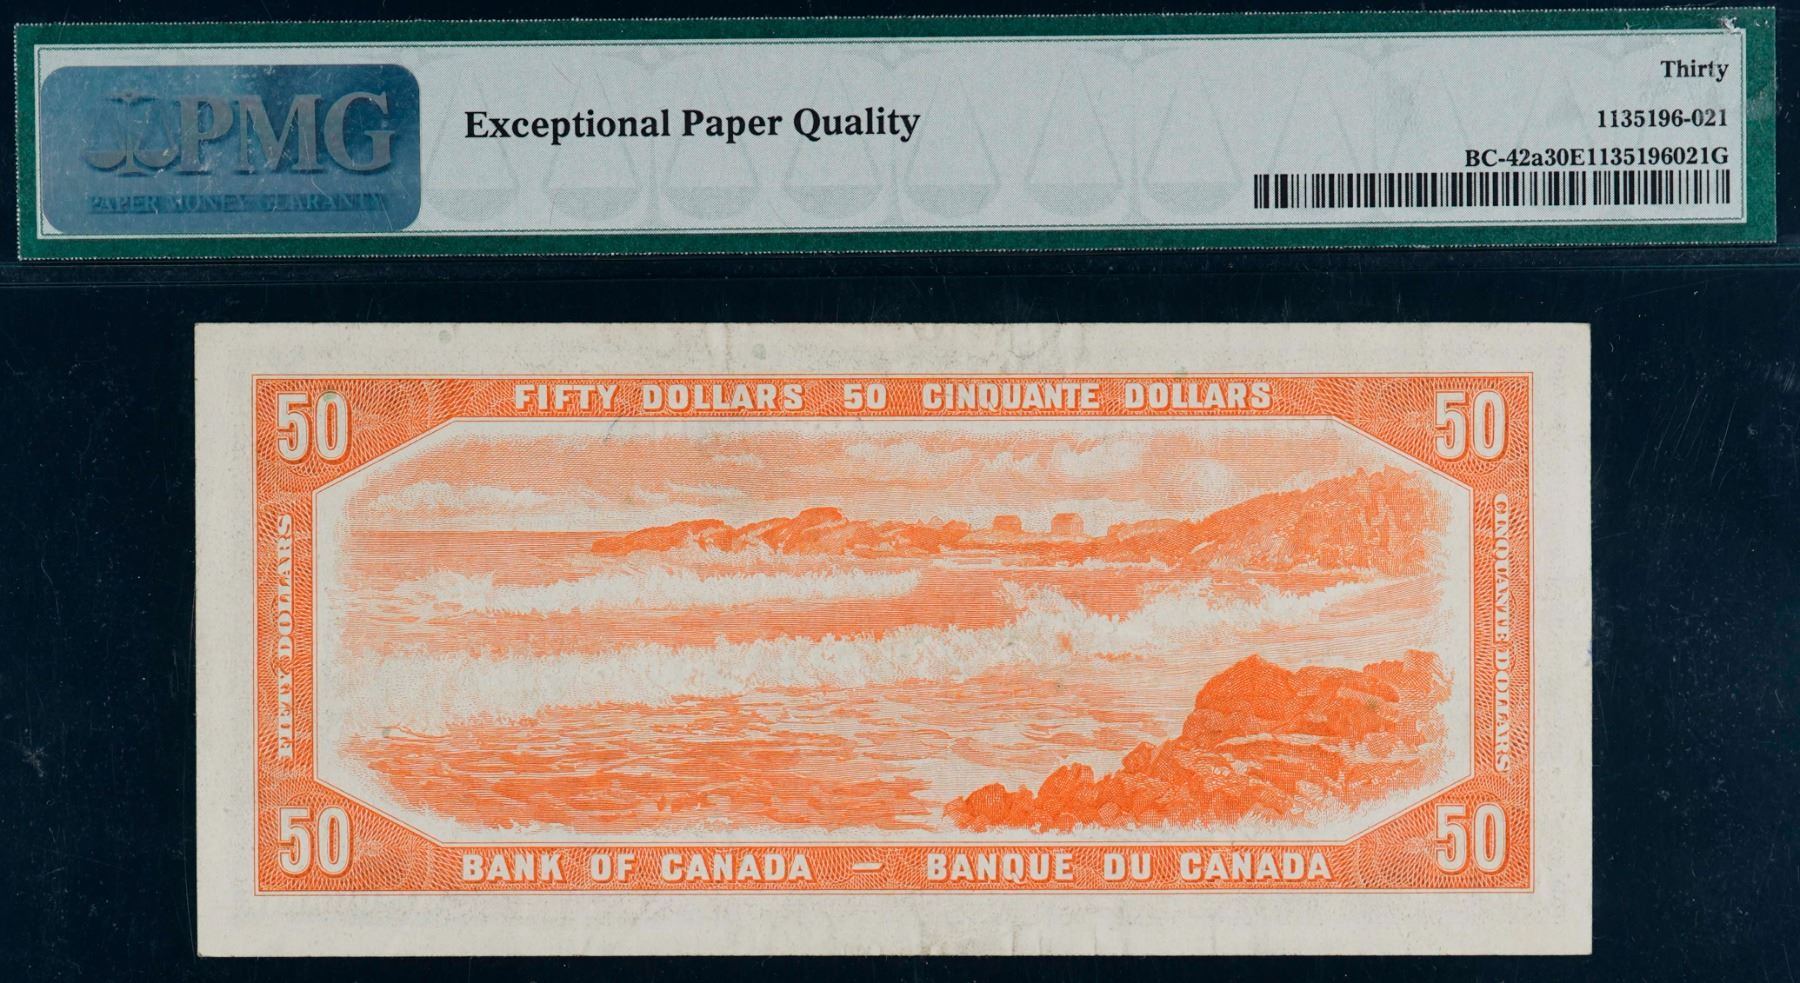 PMG
PAPER MONEY GUARANTY
Exceptional Paper Quality
Thirty
1135196-021
BC-42a30E1135196021G
50 FIFTY DOLLARS 50 CINQUANTE DOLLARS 50
FIFTY DOLLARS
CINQUANTE DOLLARS
50 BANK OF CANADA — BANQUE DU CANADA 50